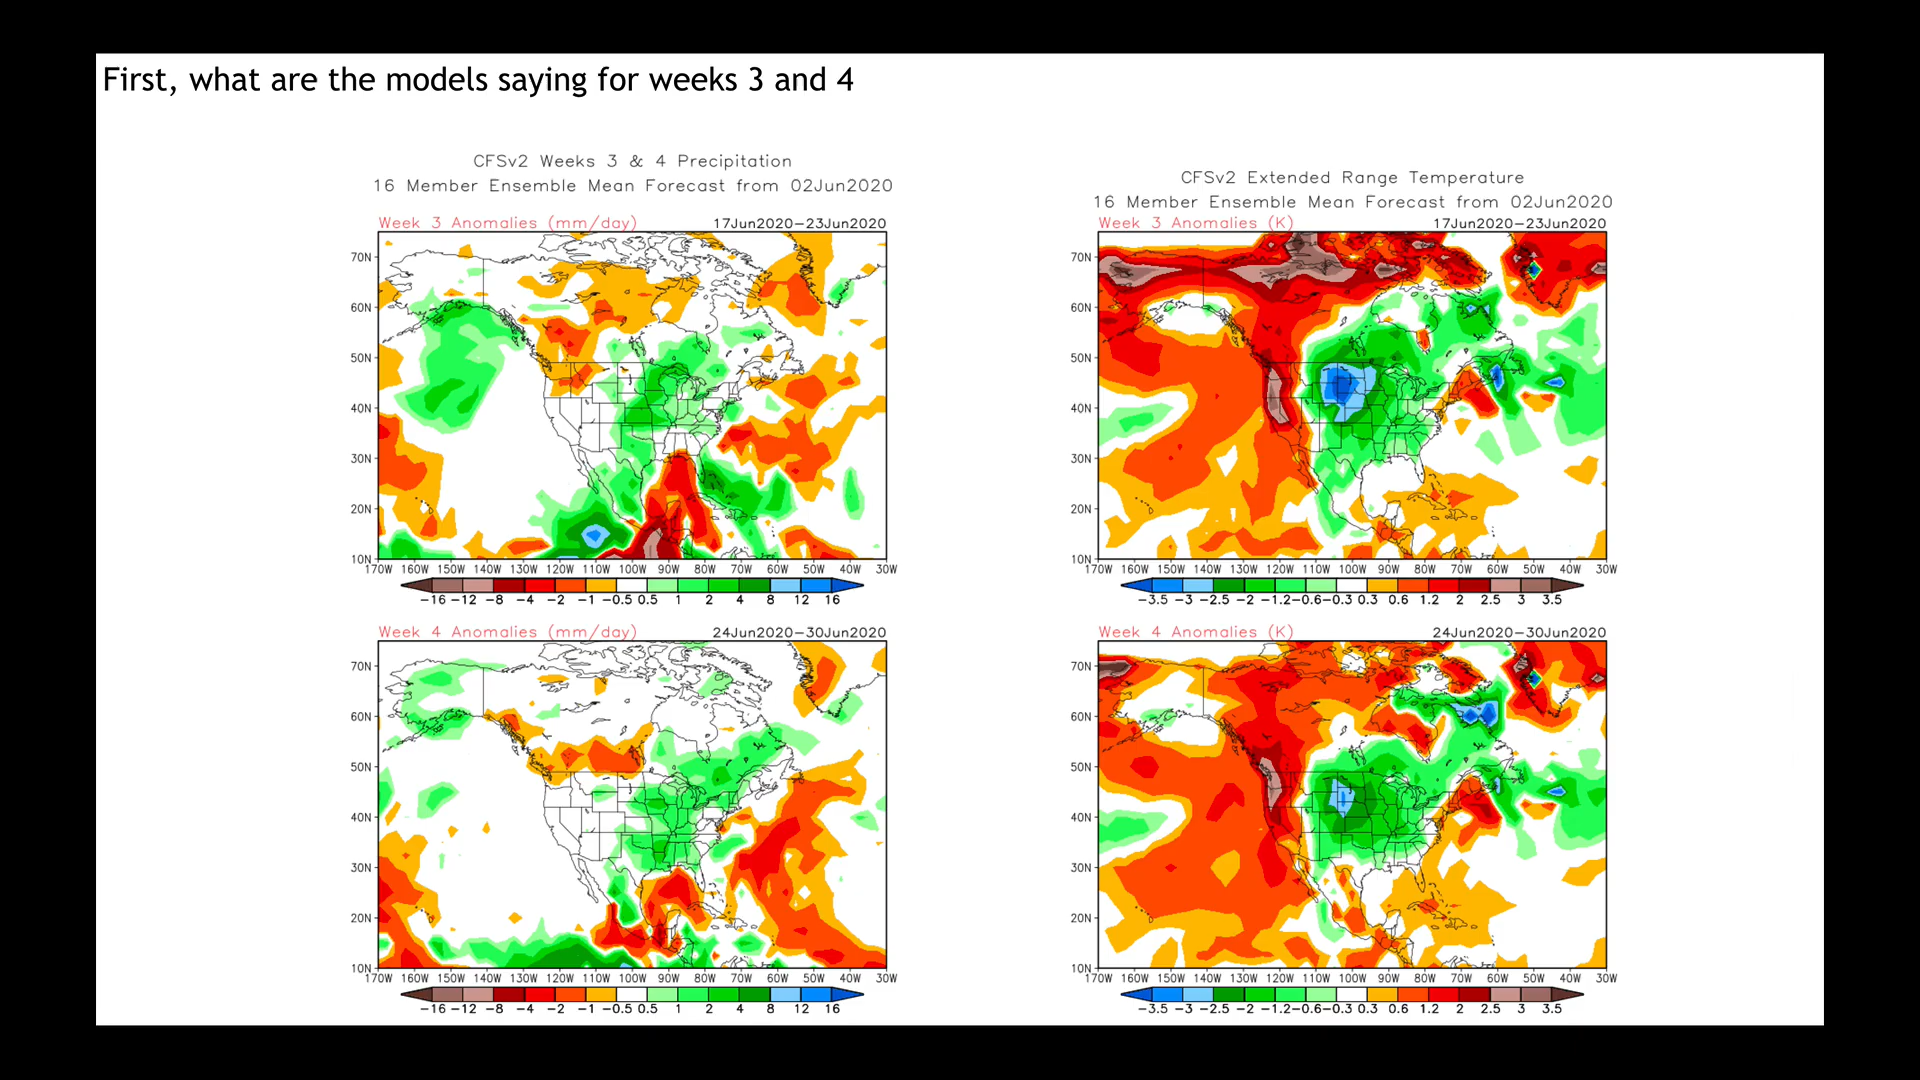 First, what are the models saying for weeks 3 and 4
CFSv2 Weeks 3 & 4 Precipitation
16 Member Ensemble Mean Forecast from 02Jun2020
Week 3 Anomalies (mm/day) 17Jun2020-23Jun2020
70N
60N
50N
40N
30N
20N
10N
170W 160W 150W 140W 130W 120W 110W 100W 90W 80W 70W 60W 50W 40W 30W
-16 -12 -8 -4 -2 -1 -0.5 0.5 1 2 4 8 12 16
Week 4 Anomalies (mm/day) 24Jun2020-30Jun2020
70N
60N
50N
40N
30N
20N
10N
170W 160W 150W 140W 130W 120W 110W 100W 90W 80W 70W 60W 50W 40W 30W
-16 -12 -8 -4 -2 -1 -0.5 0.5 1 2 4 8 12 16
CFSv2 Extended Range Temperature
16 Member Ensemble Mean Forecast from 02Jun2020
Week 3 Anomalies (K) 17Jun2020-23Jun2020
70N
60N
50N
40N
30N
20N
10N
170W 160W 150W 140W 130W 120W 110W 100W 90W 80W 70W 60W 50W 40W 30W
-3.5 -3 -2.5 -2 -1.2 -0.6 -0.3 0.3 0.6 1.2 2 2.5 3 3.5
Week 4 Anomalies (K) 24Jun2020-30Jun2020
70N
60N
50N
40N
30N
20N
10N
170W 160W 150W 140W 130W 120W 110W 100W 90W 80W 70W 60W 50W 40W 30W
-3.5 -3 -2.5 -2 -1.2 -0.6 -0.3 0.3 0.6 1.2 2 2.5 3 3.5